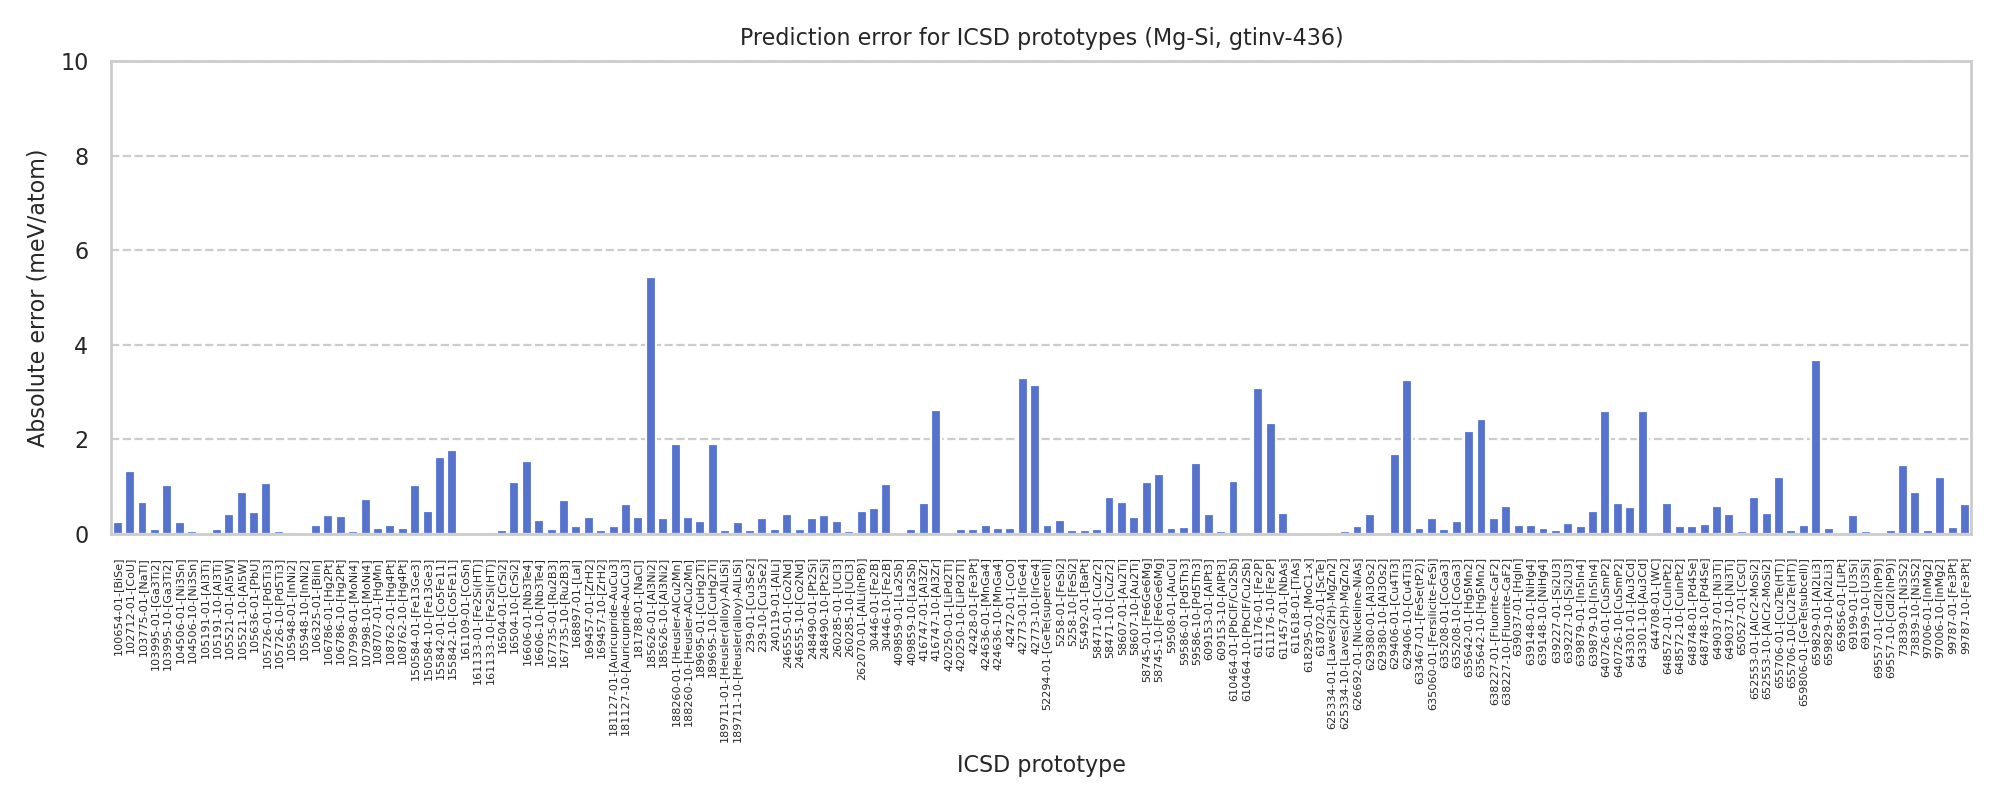 Prediction error for ICSD prototypes (Mg-Si, gtinv-436)
Absolute error (meV/atom)
10
8
6
4
2
0
100654-01-[BiSe]
102712-01-[CoU]
103775-01-[NaTl]
103995-01-[Ga3Ti2]
103995-10-[Ga3Ti2]
104506-01-[Ni3Sn]
104506-10-[Ni3Sn]
105191-01-[Al3Ti]
105191-10-[Al3Ti]
105521-01-[Al5W]
105521-10-[Al5W]
105636-01-[PbU]
105726-01-[Pd5Ti3]
105726-10-[Pd5Ti3]
105948-01-[InNi2]
105948-10-[InNi2]
106325-01-[BiIn]
106786-01-[Hg2Pt]
106786-10-[Hg2Pt]
107998-01-[MoNi4]
107998-10-[MoNi4]
108707-01-[HgMn]
108762-01-[Hg4Pt]
108762-10-[Hg4Pt]
150584-01-[Fe13Ge3]
150584-10-[Fe13Ge3]
155842-01-[Co5Fe11]
155842-10-[Co5Fe11]
161109-01-[CoSn]
161133-01-[Fe2Si(HT)]
161133-10-[Fe2Si(HT)]
16504-01-[CrSi2]
16504-10-[CrSi2]
16606-01-[Nb3Te4]
16606-10-[Nb3Te4]
167735-01-[Ru2B3]
167735-10-[Ru2B3]
168897-01-[LaI]
169457-01-[ZrH2]
169457-10-[ZrH2]
181127-01-[Auricupride-AuCu3]
181127-10-[Auricupride-AuCu3]
181788-01-[NaCl]
185626-01-[Al3Ni2]
185626-10-[Al3Ni2]
188260-01-[Heusler-AlCu2Mn]
188260-10-[Heusler-AlCu2Mn]
189695-01-[CuHg2Ti]
189695-10-[CuHg2Ti]
189711-01-[Heusler(alloy)-AlLiSi]
189711-10-[Heusler(alloy)-AlLiSi]
239-01-[Cu3Se2]
239-10-[Cu3Se2]
240119-01-[AlLi]
246555-01-[Co2Nd]
246555-10-[Co2Nd]
248490-01-[Pt2Si]
248490-10-[Pt2Si]
260285-01-[UCl3]
260285-10-[UCl3]
262070-01-[AlLi(hP8)]
30446-01-[Fe2B]
30446-10-[Fe2B]
409859-01-[La2Sb]
409859-10-[La2Sb]
416747-01-[Al3Zr]
416747-10-[Al3Zr]
420250-01-[LiPd2Tl]
420250-10-[LiPd2Tl]
42428-01-[Fe3Pt]
424636-01-[MnGa4]
424636-10-[MnGa4]
42472-01-[CoO]
42773-01-[IrGe4]
42773-10-[IrGe4]
52294-01-[GeTe(supercell)]
5258-01-[FeSi2]
5258-10-[FeSi2]
55492-01-[BaPt]
58471-01-[CuZr2]
58471-10-[CuZr2]
58607-01-[Au2Ti]
58607-10-[Au2Ti]
58745-01-[Fe6Ge6Mg]
58745-10-[Fe6Ge6Mg]
59508-01-[AuCu]
59586-01-[Pd5Th3]
59586-10-[Pd5Th3]
609153-01-[AlPt3]
609153-10-[AlPt3]
610464-01-[PbClF/Cu2Sb]
610464-10-[PbClF/Cu2Sb]
611176-01-[Fe2P]
611176-10-[Fe2P]
611457-01-[NbAs]
611618-01-[TiAs]
618295-01-[MoC1-x]
618702-01-[ScTe]
625334-01-[Laves(2H)-MgZn2]
625334-10-[Laves(2H)-MgZn2]
626692-01-[Nickeline-NiAs]
629380-01-[Al3Os2]
629380-10-[Al3Os2]
629406-01-[Cu4Ti3]
629406-10-[Cu4Ti3]
633467-01-[FeSe(tP2)]
635060-01-[Fersilicite-FeSi]
635208-01-[CoGa3]
635208-10-[CoGa3]
635642-01-[Hg5Mn2]
635642-10-[Hg5Mn2]
638227-01-[Fluorite-CaF2]
638227-10-[Fluorite-CaF2]
639037-01-[HgIn]
639148-01-[NiHg4]
639148-10-[NiHg4]
639227-01-[Si2U3]
639227-10-[Si2U3]
639879-01-[In5In4]
639879-10-[In5In4]
640726-01-[CuSmP2]
640726-10-[CuSmP2]
643301-01-[Au3Cd]
643301-10-[Au3Cd]
644708-01-[WC]
648572-01-[CuInPt2]
648572-10-[CuInPt2]
648748-01-[Pd4Se]
648748-10-[Pd4Se]
649037-01-[Ni3Ti]
649037-10-[Ni3Ti]
650527-01-[CsCl]
652553-01-[AlCr2-MoSi2]
652553-10-[AlCr2-MoSi2]
655706-01-[Cu2Te(HT)]
655706-10-[Cu2Te(HT)]
659806-01-[GeTe(subcell)]
659829-01-[Al2Li3]
659829-10-[Al2Li3]
659856-01-[LiPt]
69199-01-[U3Si]
69199-10-[U3Si]
69557-01-[CdI2(hP9)]
69557-10-[CdI2(hP9)]
73839-01-[Ni3S2]
73839-10-[Ni3S2]
97006-01-[InMg2]
97006-10-[InMg2]
99787-01-[Fe3Pt]
99787-10-[Fe3Pt]
ICSD prototype